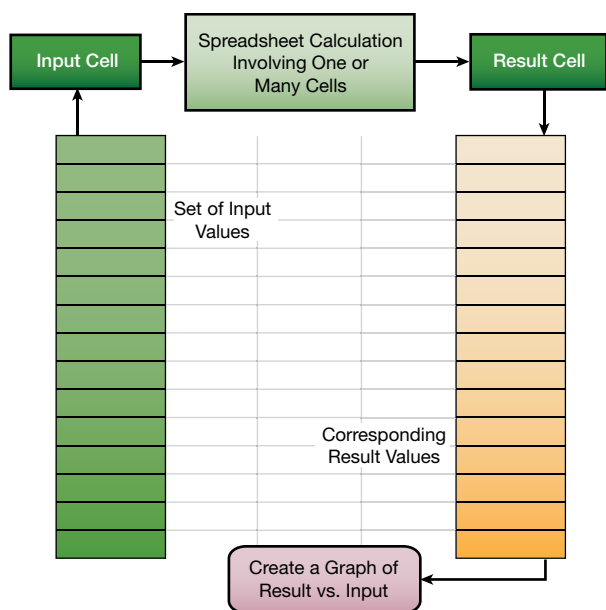 Input Cell
Spreadsheet Calculation
Involving One or
Many Cells
Result Cell
Set of Input
Values
Corresponding
Result Values
Create a Graph of
Result vs. Input